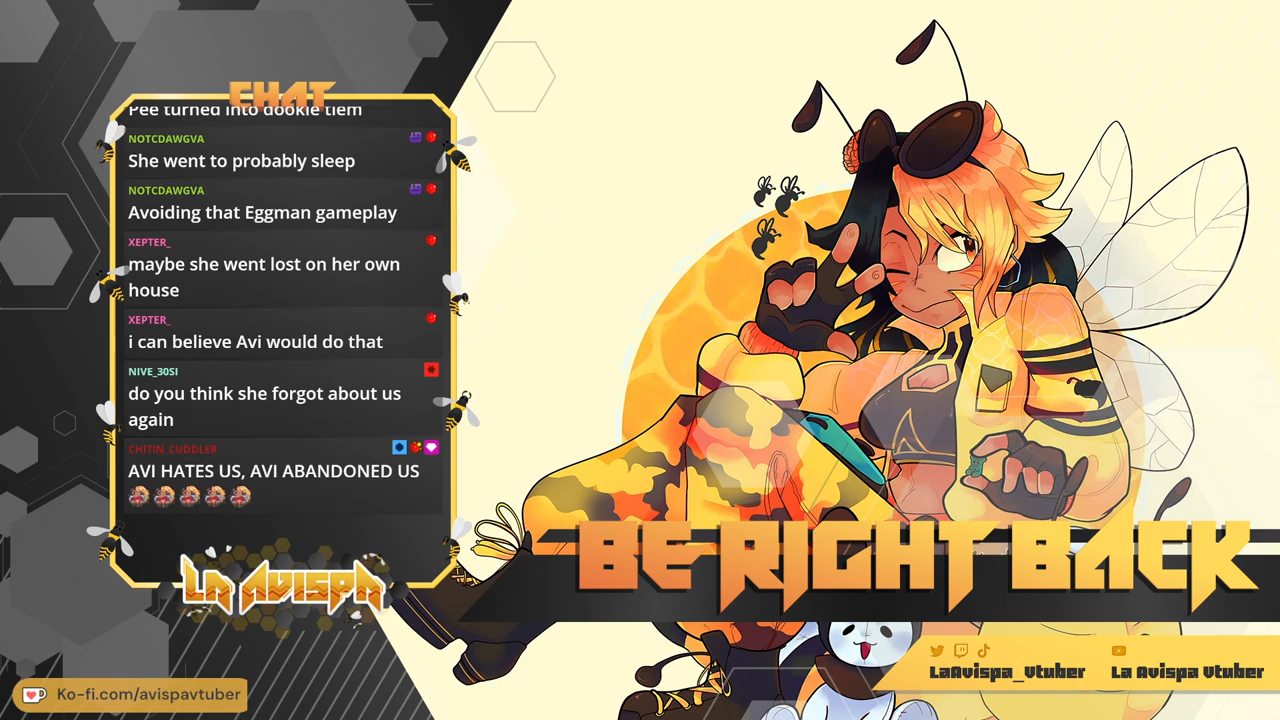 CHAT
Pee turned into dookie tiem
NOTCDAWGVA
She went to probably sleep
NOTCDAWGVA
Avoiding that Eggman gameplay
XEPTER_
maybe she went lost on her own
house
XEPTER_
i can believe Avi would do that
NIVE_30SI
do you think she forgot about us
again
CHITIN_CUDDLER
AVI HATES US, AVI ABANDONED US
LA AVISPA
Ko-fi.com/avispavtuber
BE RIGHT BACK
LaAvispa_Vtuber
La Avispa Vtuber